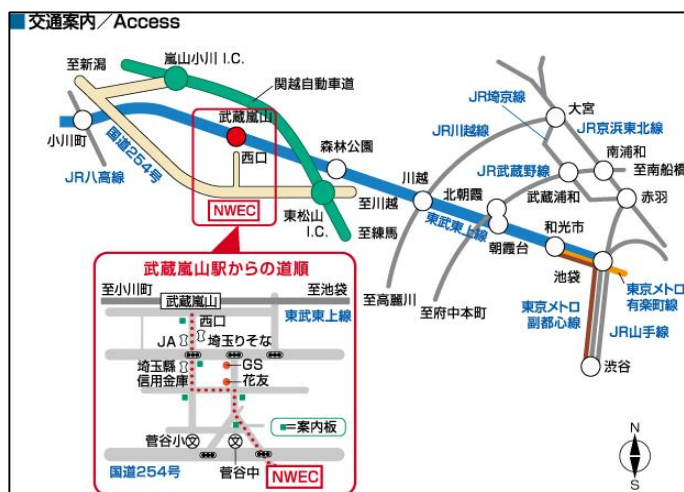 交通案内／Access
至新潟
嵐山小川 I.C.
関越自動車道
小川町
国道254号
JR八高線
武蔵嵐山
西口
NWEC
森林公園
東松山
I.C.
至川越
至練馬
川越
JR川越線
JR埼京線
大宮
JR京浜東北線
南浦和
至南船橋
JR武蔵野線
武蔵浦和
赤羽
北朝霞
朝霞台
東武東上線
和光市
池袋
至高麗川
至府中本町
東京メトロ
副都心線
東京メトロ
有楽町線
JR山手線
渋谷
武蔵嵐山駅からの道順
至小川町
武蔵嵐山
至池袋
東武東上線
西口
JA
埼玉りそな
埼玉縣
信用金庫
GS
花友
=案内板
菅谷小
菅谷中
国道254号
NWEC
N
S